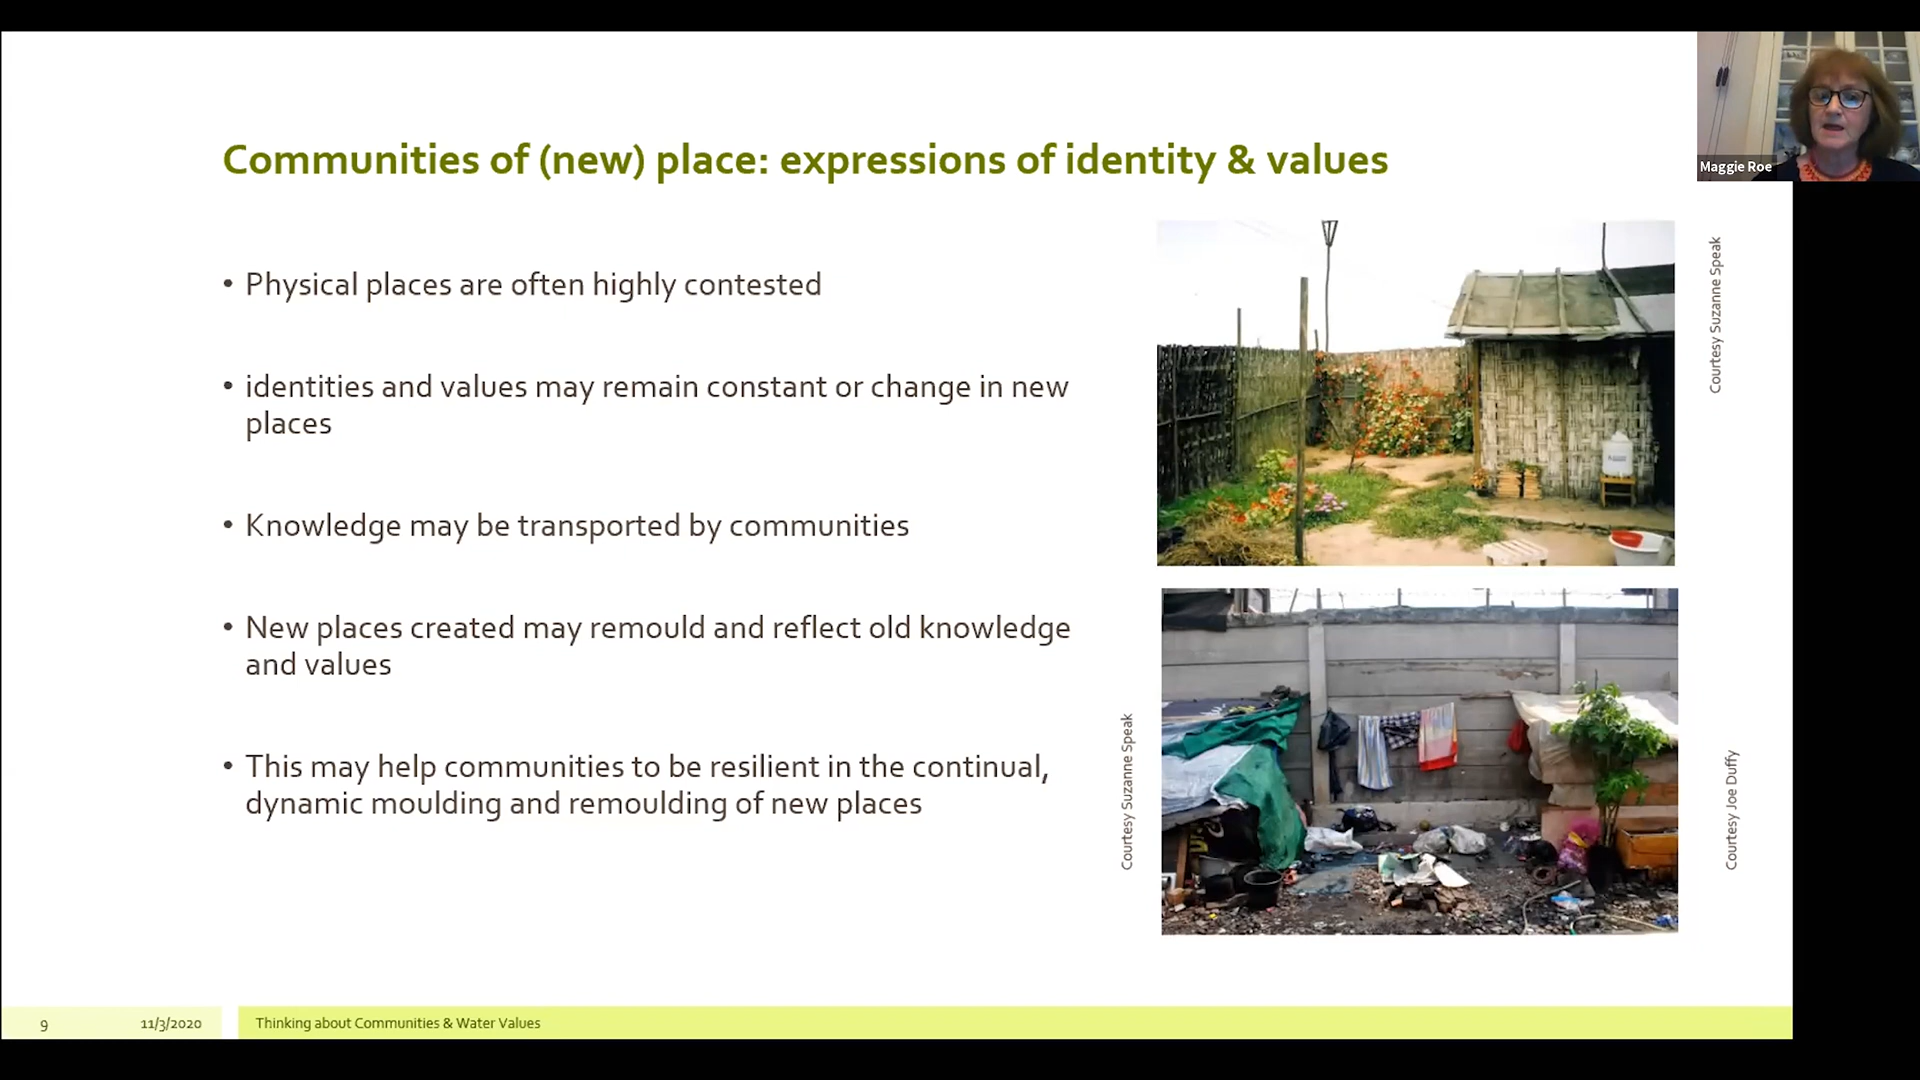 Communities of (new) place: expressions of identity & values
Maggie Roe
• Physical places are often highly contested
• identities and values may remain constant or change in new
places
• Knowledge may be transported by communities
• New places created may remould and reflect old knowledge
and values
• This may help communities to be resilient in the continual,
dynamic moulding and remoulding of new places
Courtesy Suzanne Speak
Courtesy Suzanne Speak
Courtesy Joe Duffy
9
11/3/2020
Thinking about Communities & Water Values